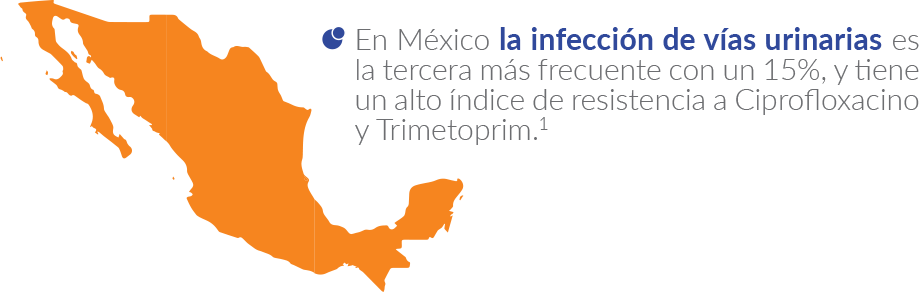 En México la infección de vías urinarias es
la tercera más frecuente con un 15%, y tiene
un alto índice de resistencia a Ciprofloxacino
y Trimetoprim.¹